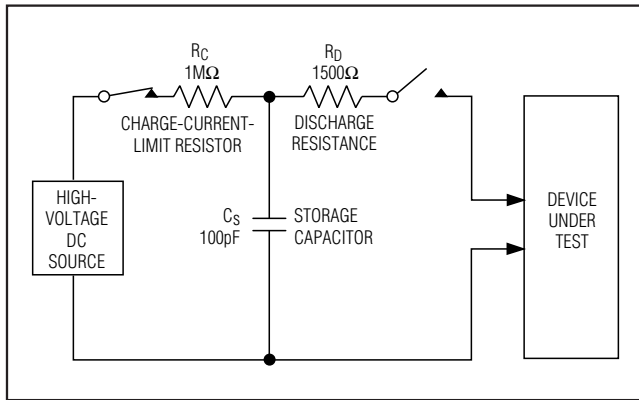 RC
1MΩ
CHARGE-CURRENT-
LIMIT RESISTOR
RD
1500Ω
DISCHARGE
RESISTANCE
HIGH-
VOLTAGE
DC
SOURCE
CS
100pF
STORAGE
CAPACITOR
DEVICE
UNDER
TEST